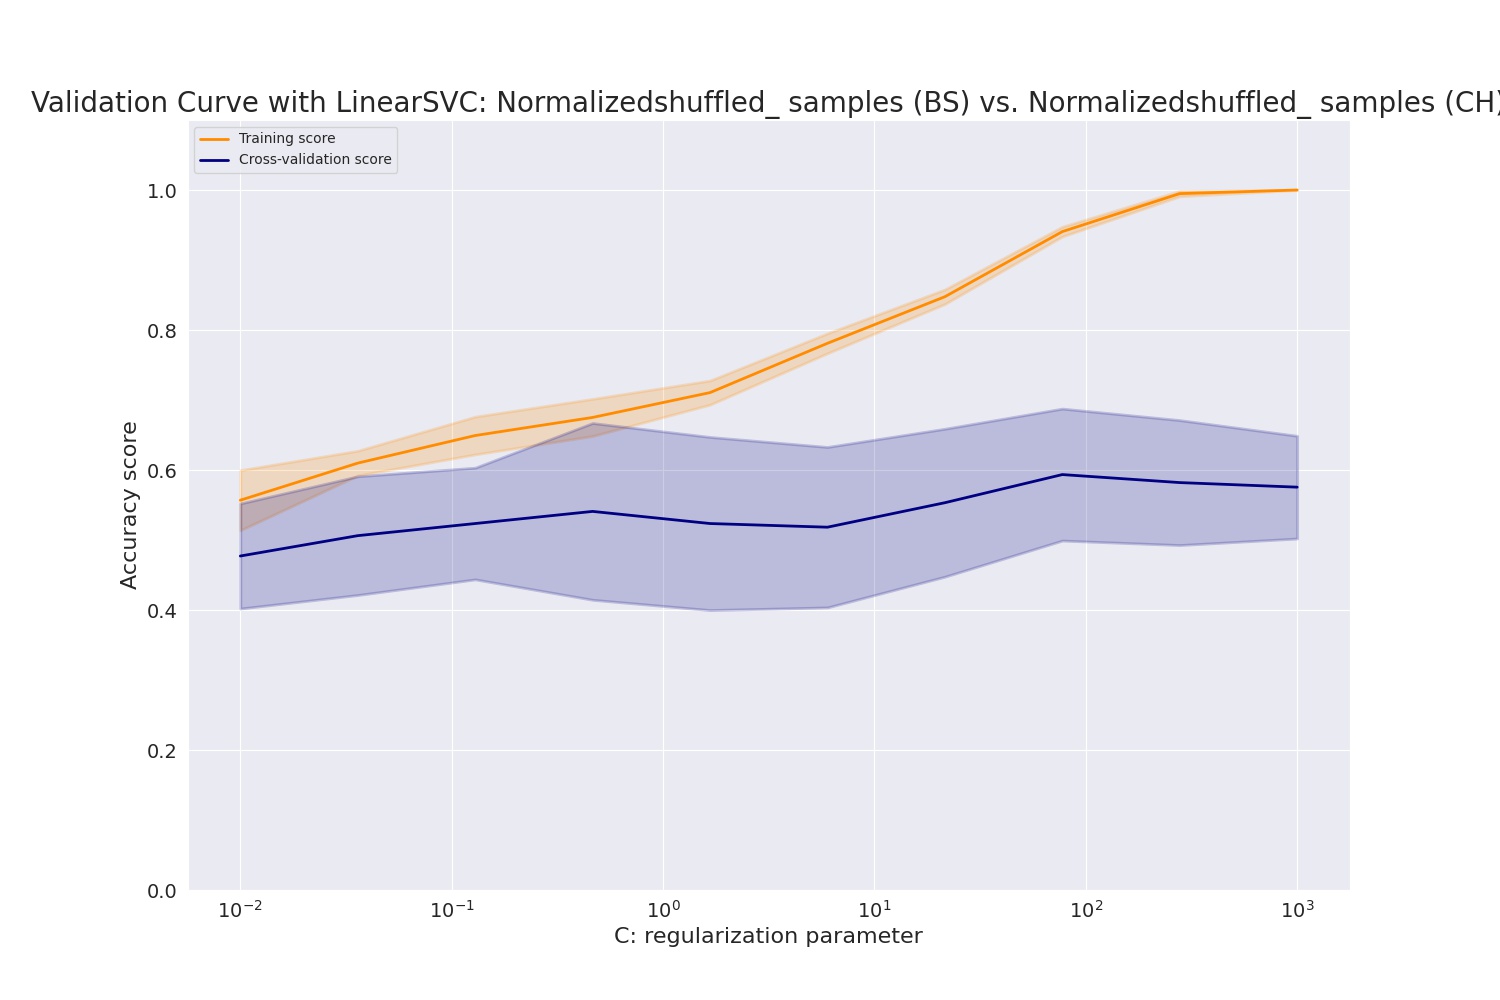 Validation Curve with LinearSVC: Normalizedshuffled_ samples (BS) vs. Normalizedshuffled_ samples (CH)
Training score
Cross-validation score
1.0
0.8
0.6
0.4
0.2
0.0
Accuracy score
10⁻² 10⁻¹ 10⁰ 10¹ 10² 10³
C: regularization parameter